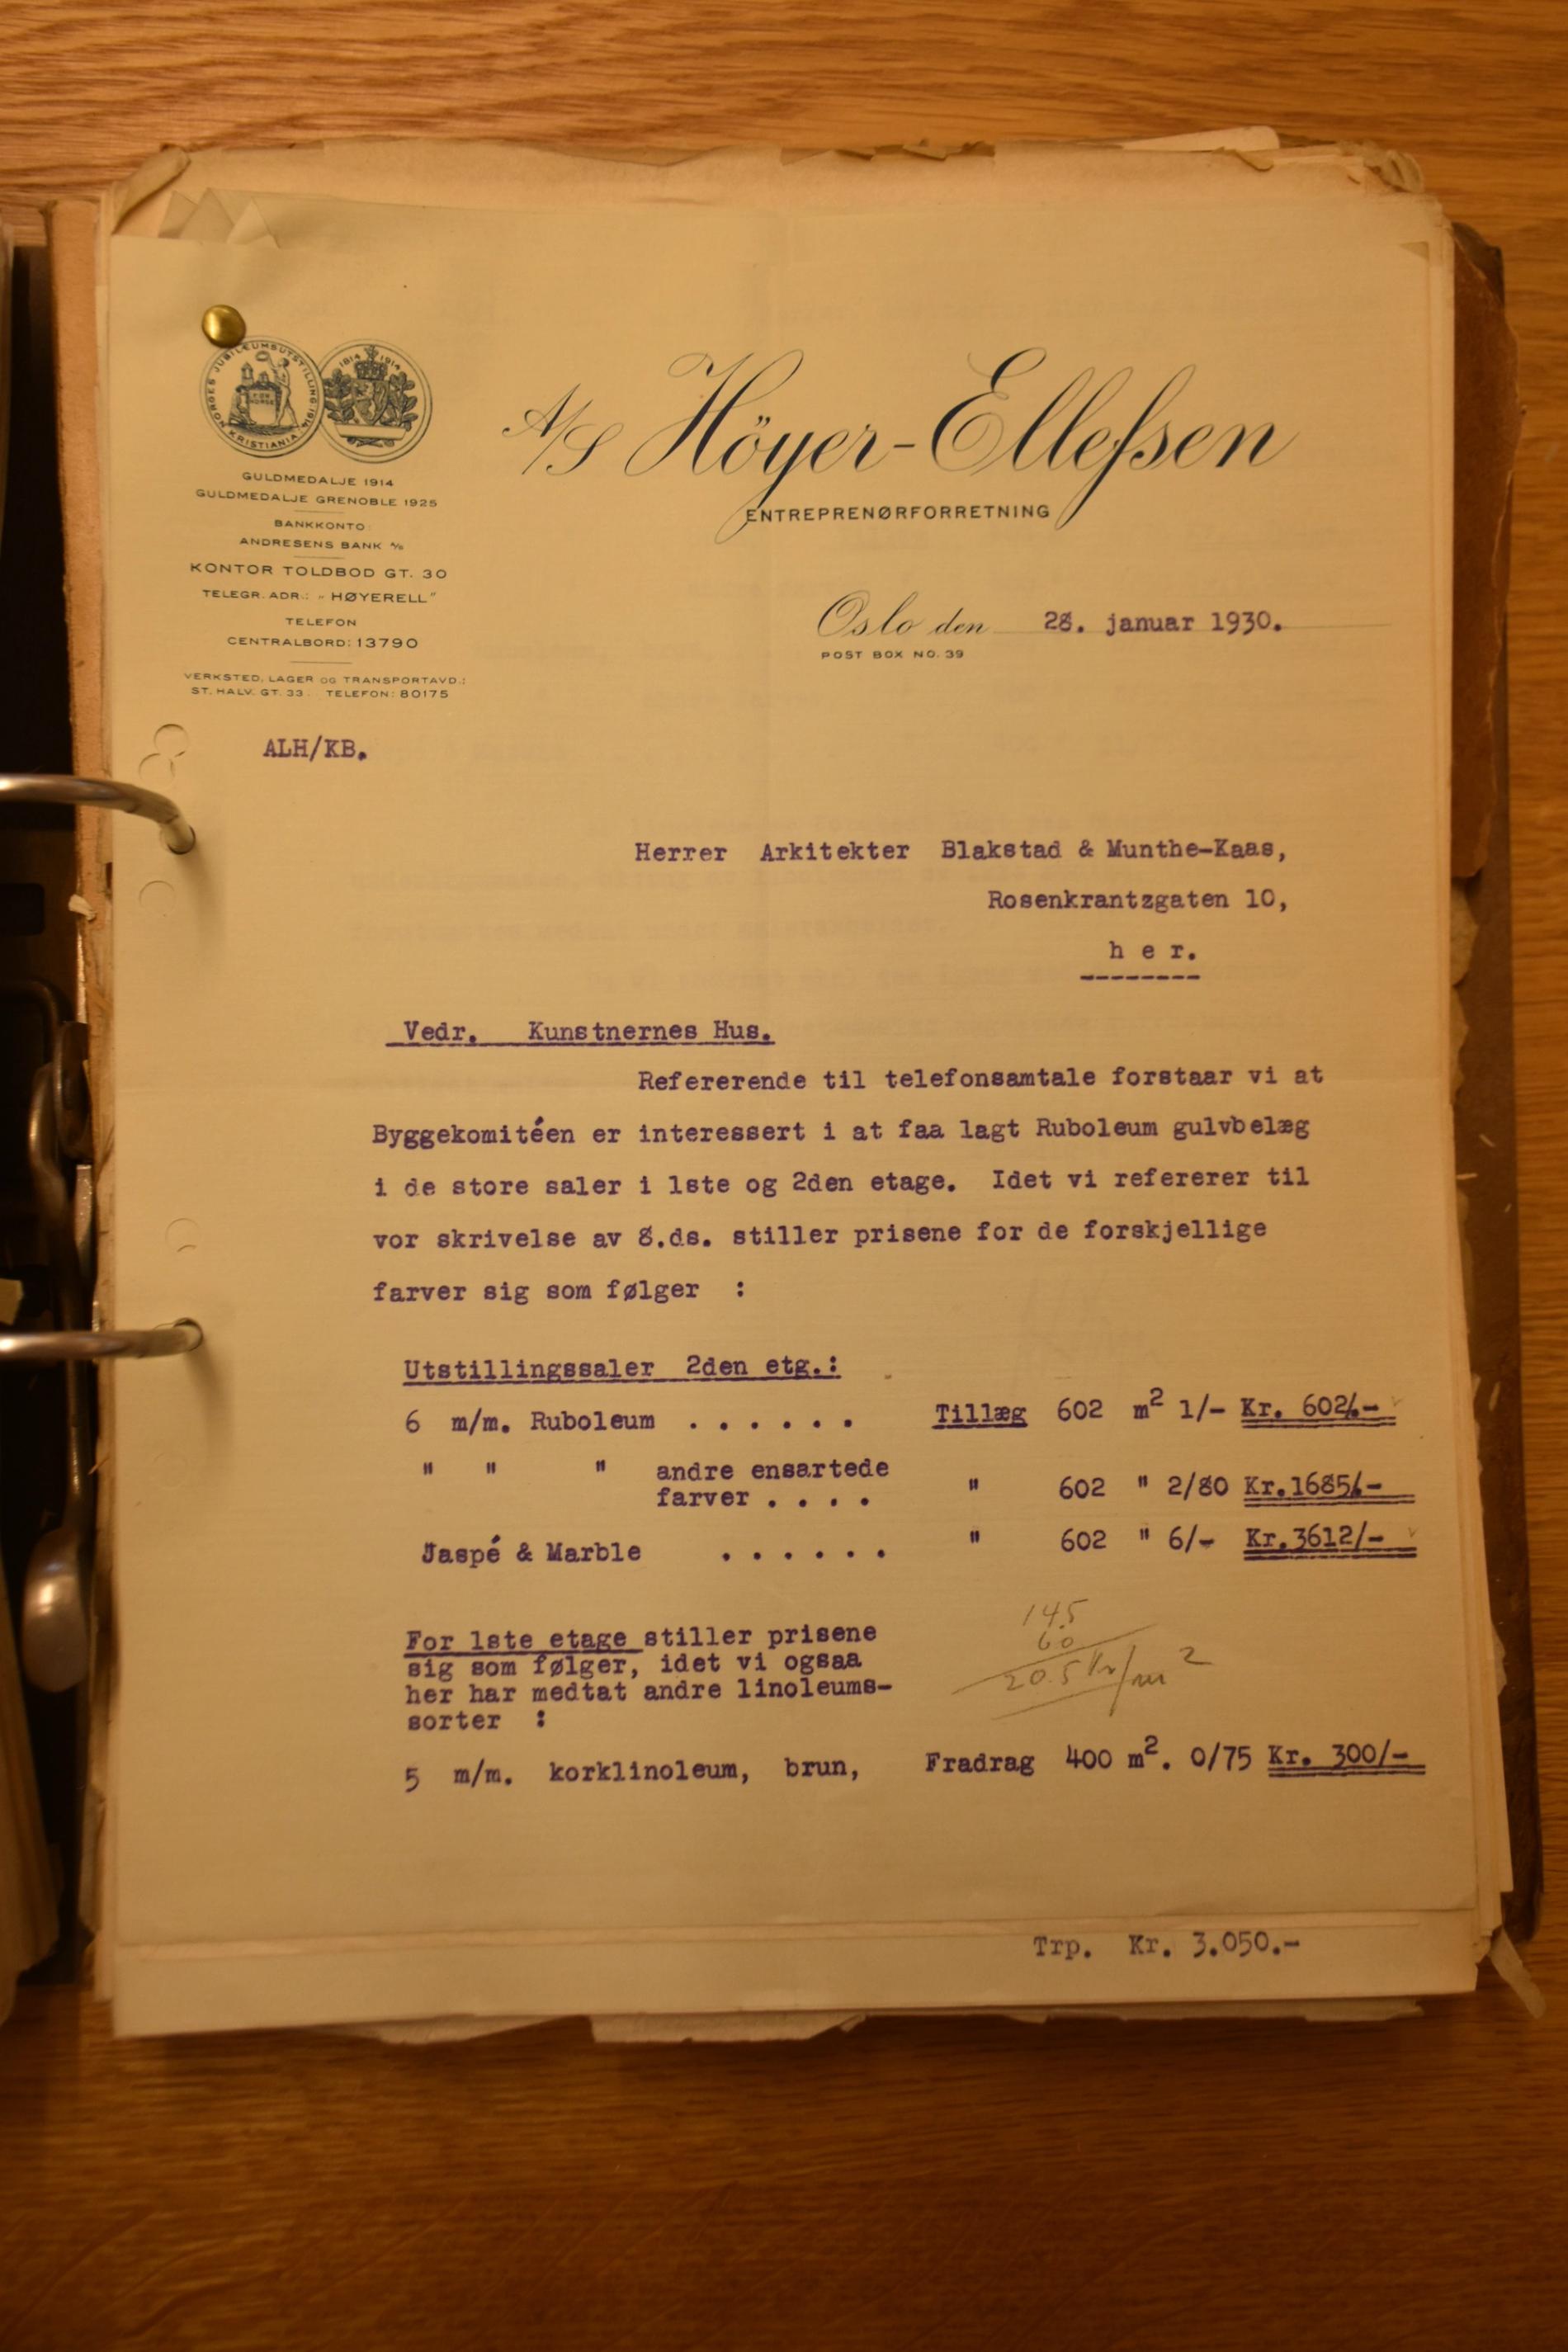 NORGES JUBILEUMSUTSTILLING 1914
KRISTIANIA
1814 1914
GULDMEDALJE 1914
GULDMEDALJE GRENOBLE 1925
BANKKONTO:
ANDRESENS BANK A/S
KONTOR TOLDBOD GT. 30
TELEGR. ADR.: "HØYERELL"
TELEFON
CENTRALBORD: 13790
VERKSTED, LAGER OG TRANSPORTAVD.:
ST. HALV. GT. 33. TELEFON: 80175
A/S Höyer-Ellefsen
ENTREPRENØRFORRETNING
Oslo den 28. januar 1930.
POST BOX NO. 39
ALH/KB.
Herrer Arkitekter Blakstad & Munthe-Kaas,
Rosenkrantzgaten 10,
h e r.
--------
Vedr. Kunstnernes Hus.
Refererende til telefonsamtale forstaar vi at
Byggekomitéen er interessert i at faa lagt Ruboleum gulvbelæg
i de store saler i 1ste og 2den etage. Idet vi refererer til
vor skrivelse av 8.ds. stiller prisene for de forskjellige
farver sig som følger :
Utstillingssaler 2den etg.:
6 m/m. Ruboleum . . . . . . Tillæg 602 m2 1/- Kr. 602/-
" " " andre ensartede
farver . . . . " 602 " 2/80 Kr.1685/-
Jaspé & Marble . . . . . . " 602 " 6/- Kr.3612/-
14.5
6.0
20.5 Kr/m2
For 1ste etage stiller prisene
sig som følger, idet vi ogsaa
her har medtat andre linoleums-
sorter :
5 m/m. korklinoleum, brun, Fradrag 400 m2. 0/75 Kr. 300/-
Trp. Kr. 3.050.-